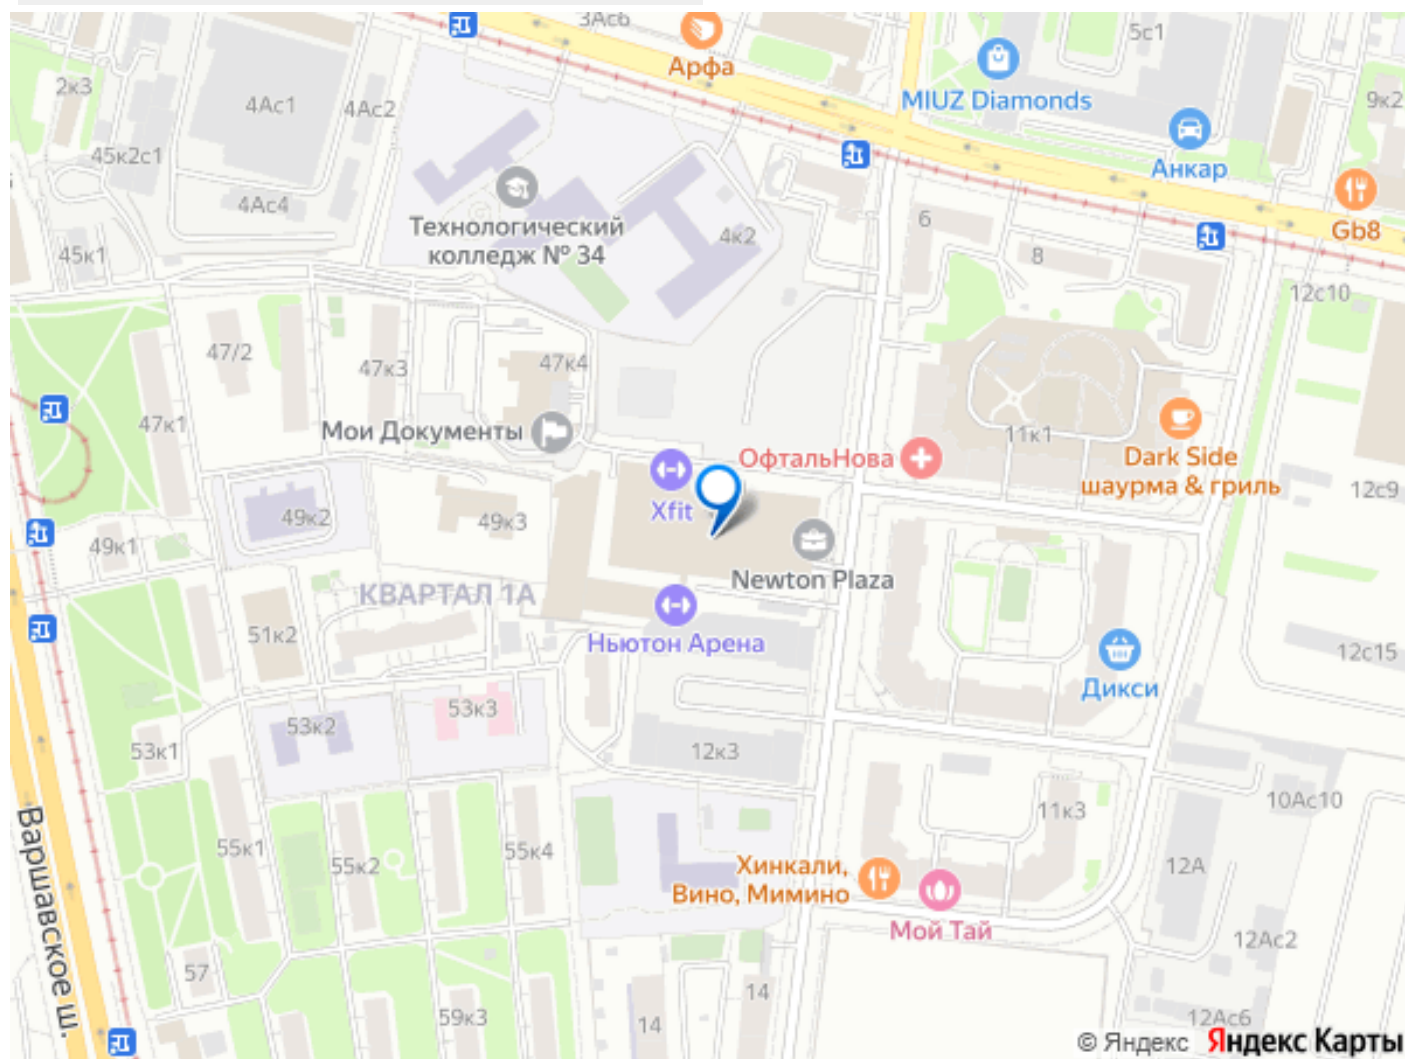 3Ас6
Арфа
5с1
MIUZ Diamonds
2к3
4Ас1
4Ас2
9к2
45к2с1
Анкар
Технологический
колледж № 34
4Ас4
4к2
6
Gb8
45к1
8
12с10
47/2
47к3
47к4
47к1
Мои Документы
11к1
ОфтальНова
Dark Side
шаурма & гриль
Xfit
12с9
49к2
49к3
49к1
Newton Plaza
КВАРТАЛ 1А
51к2
Ньютон Арена
12с15
Дикси
53к3
53к2
53к1
12к3
10Ас10
11к3
Варшавское ш.
55к1
55к2
55к4
Хинкали,
Вино, Мимино
12А
Мой Тай
12Ас2
57
14
59к3
14
12Ас6
© Яндекс Яндекс Карты